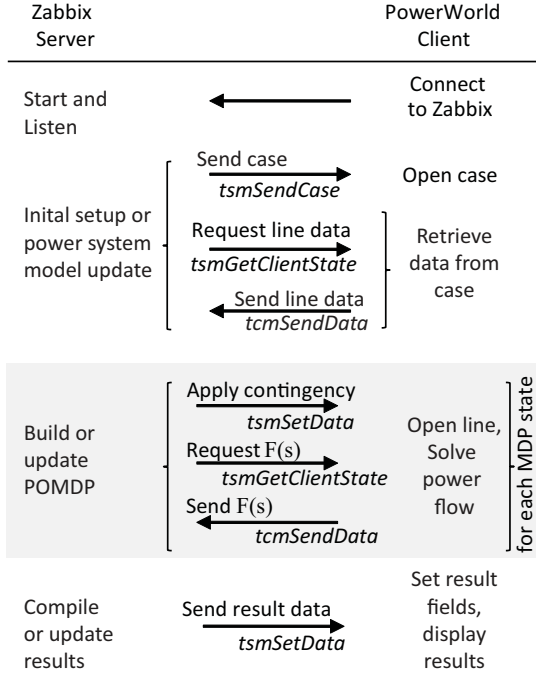 Zabbix
Server
PowerWorld
Client
Start and
Listen
Connect
to Zabbix
Inital setup or
power system
model update
Send case
tsmSendCase
Open case
Request line data
tsmGetClientState
Send line data
tcmSendData
Retrieve
data from
case
Build or
update
POMDP
Apply contingency
tsmSetData
Request F(s)
tsmGetClientState
Send F(s)
tcmSendData
Open line,
Solve
power
flow
for each MDP state
Compile
or update
results
Send result data
tsmSetData
Set result
fields,
display
results